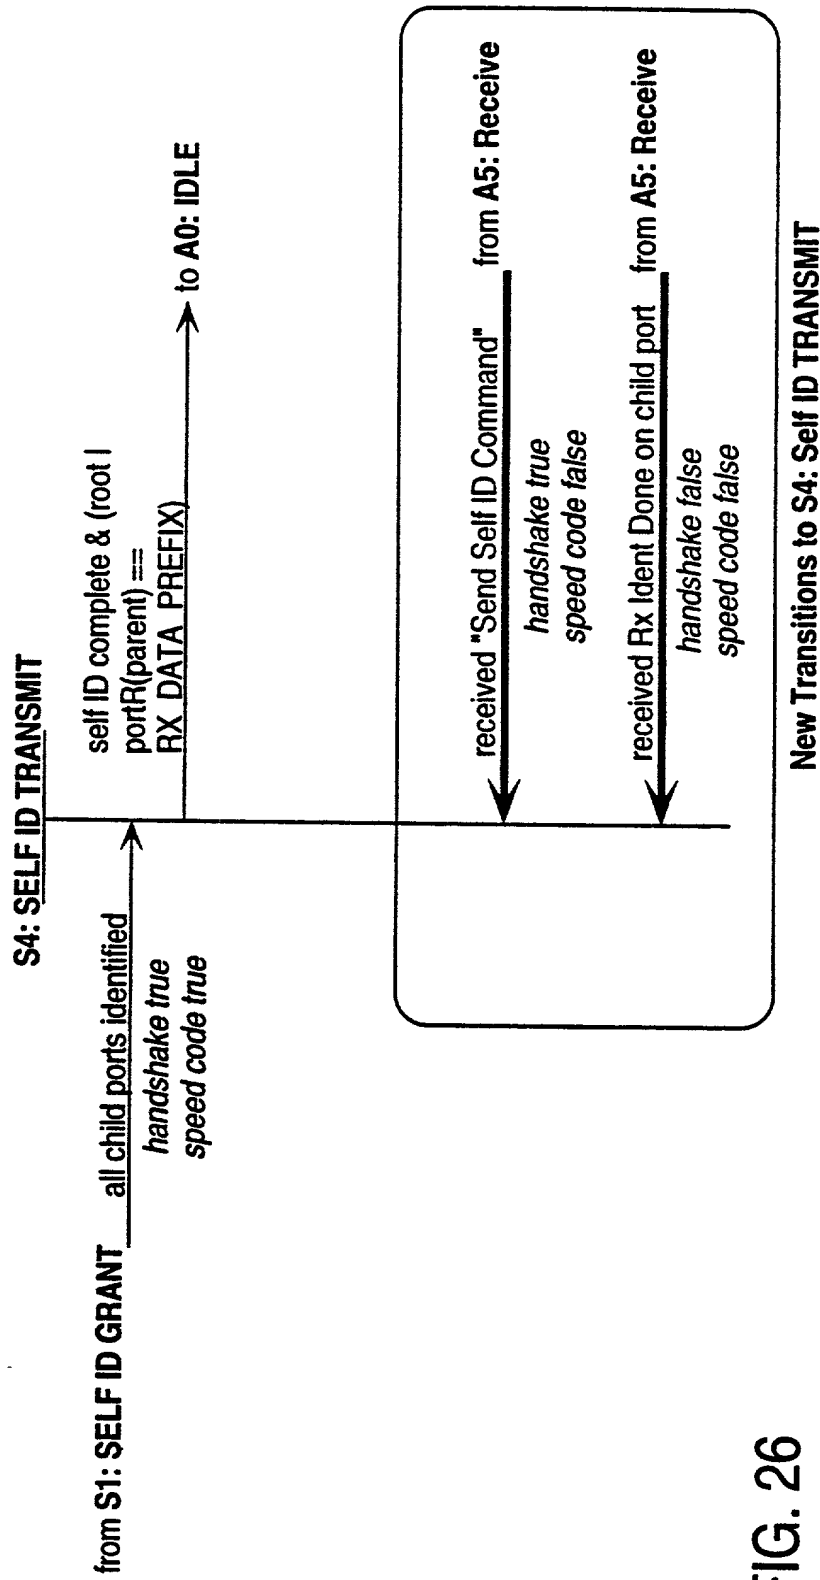 S4: SELF ID TRANSMIT
from S1: SELF ID GRANT
all child ports identified
handshake true
speed code true
self ID complete & (root I
portR(parent) ==
RX DATA PREFIX)
to A0: IDLE
received "Send Self ID Command"
from A5: Receive
handshake true
speed code false
received Rx Ident Done on child port
from A5: Receive
handshake false
speed code false
New Transitions to S4: Self ID TRANSMIT
FIG. 26